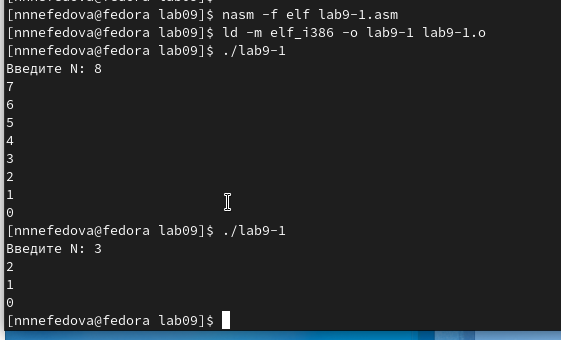 [nnnefedova@fedora lab09]$ nasm -f elf lab9-1.asm
[nnnefedova@fedora lab09]$ ld -m elf_i386 -o lab9-1 lab9-1.o
[nnnefedova@fedora lab09]$ ./lab9-1
Введите N: 8
7
6
5
4
3
2
1
0
[nnnefedova@fedora lab09]$ ./lab9-1
Введите N: 3
2
1
0
[nnnefedova@fedora lab09]$